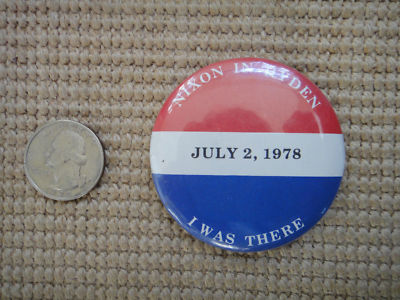 NIXON IN HYDEN
JULY 2, 1978
I WAS THERE